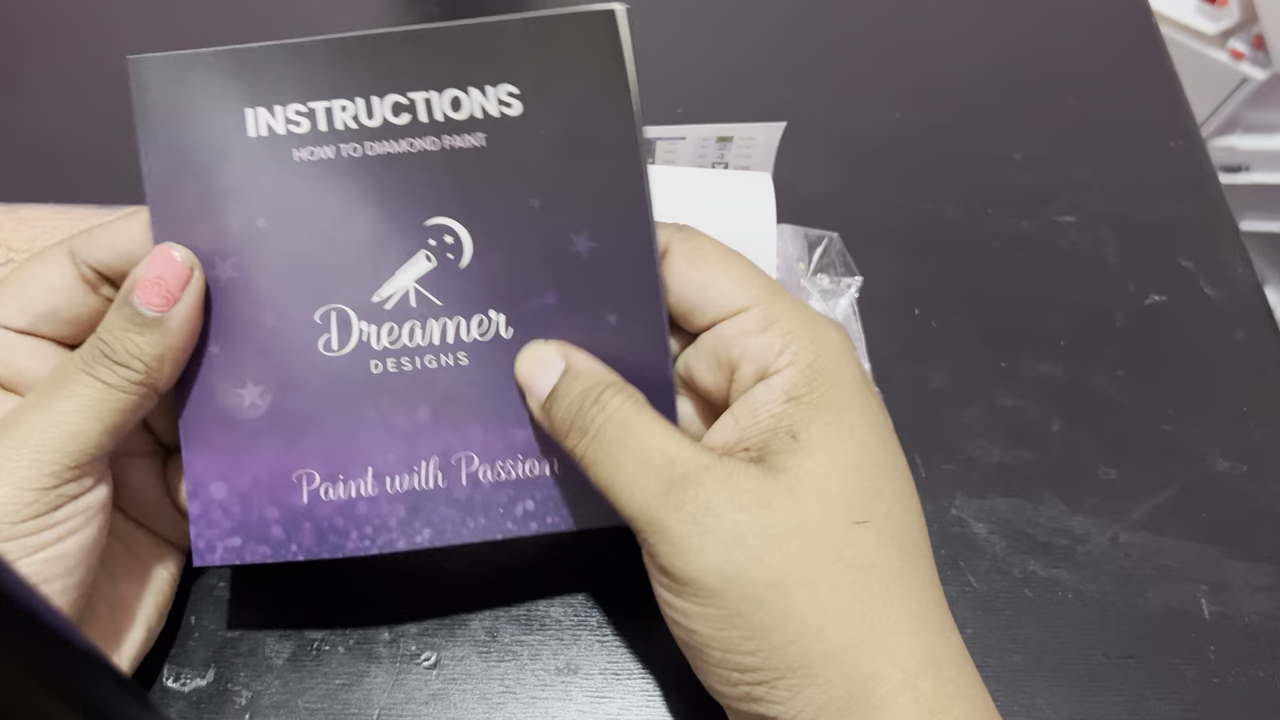 INSTRUCTIONS
HOW TO DIAMOND PAINT
Dreamer
DESIGNS
Paint with Passion